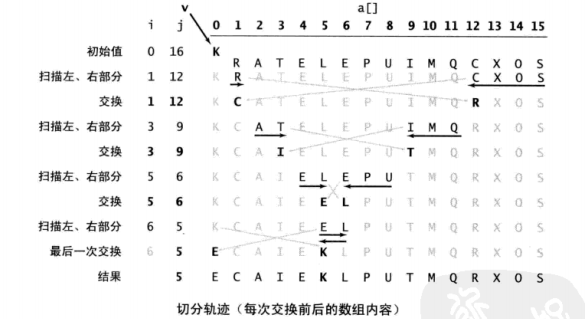 v a[]
i j 0 1 2 3 4 5 6 7 8 9 10 11 12 13 14 15
初始值 0 16 K R A T E L E P U I M Q C X O S
扫描左、右部分 1 12 K R A T E L E P U I M Q C X O S
交换 1 12 K C A T E L E P U I M Q R X O S
扫描左、右部分 3 9 K C A T E L E P U I M Q R X O S
交换 3 9 K C A I E L E P U T M Q R X O S
扫描左、右部分 5 6 K C A I E L E P U T M Q R X O S
交换 5 6 K C A I E E L P U T M Q R X O S
扫描左、右部分 6 5 K C A I E E L P U T M Q R X O S
最后一次交换 6 5 E C A I E K L P U T M Q R X O S
结果 5 E C A I E K L P U T M Q R X O S
切分轨迹（每次交换前后的数组内容）